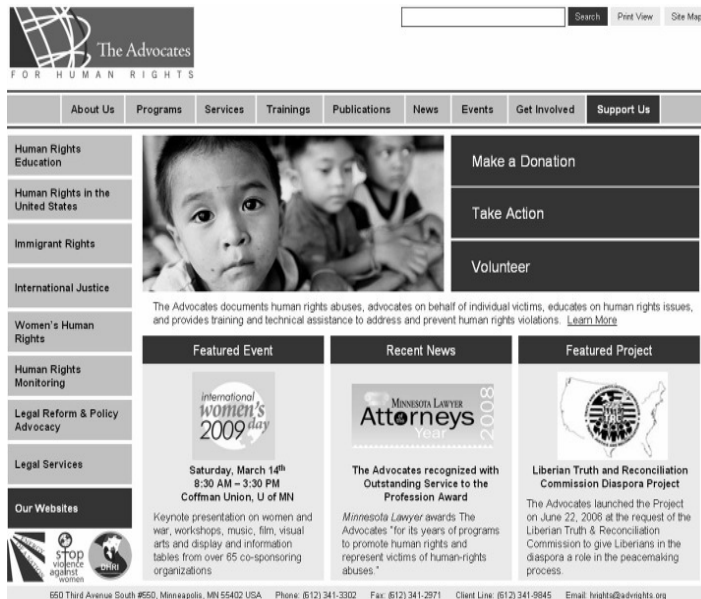 The Advocates
FOR HUMAN RIGHTS
Search
Print View
Site Map
About Us
Programs
Services
Trainings
Publications
News
Events
Get Involved
Support Us
Human Rights
Education
Human Rights in the
United States
Immigrant Rights
International Justice
Women's Human
Rights
Human Rights
Monitoring
Legal Reform & Policy
Advocacy
Legal Services
Our Websites
stop
violence
against
women
DHRI
Make a Donation
Take Action
Volunteer
The Advocates documents human rights abuses, advocates on behalf of individual victims, educates on human rights issues,
and provides training and technical assistance to address and prevent human rights violations. Learn More
Featured Event
international
women's
2009 day
Saturday, March 14th
8:30 AM – 3:30 PM
Coffman Union, U of MN
Keynote presentation on women and
war, workshops, music, film, visual
arts and display and information
tables from over 65 co-sponsoring
organizations
Recent News
MINNESOTA LAWYER
Attorneys
of the
Year
2008
The Advocates recognized with
Outstanding Service to the
Profession Award
Minnesota Lawyer awards The
Advocates "for its years of programs
to promote human rights and
represent victims of human-rights
abuses."
Featured Project
TRC
Liberian Truth and Reconciliation
Commission Diaspora Project
The Advocates launched the Project
on June 22, 2006 at the request of the
Liberian Truth & Reconciliation
Commission to give Liberians in the
diaspora a role in the peacemaking
process.
650 Third Avenue South #550, Minneapolis, MN 55402 USA Phone: (612) 341-3302 Fax: (612) 341-2971 Client Line: (612) 341-9845 Email: hrights@advrights.org